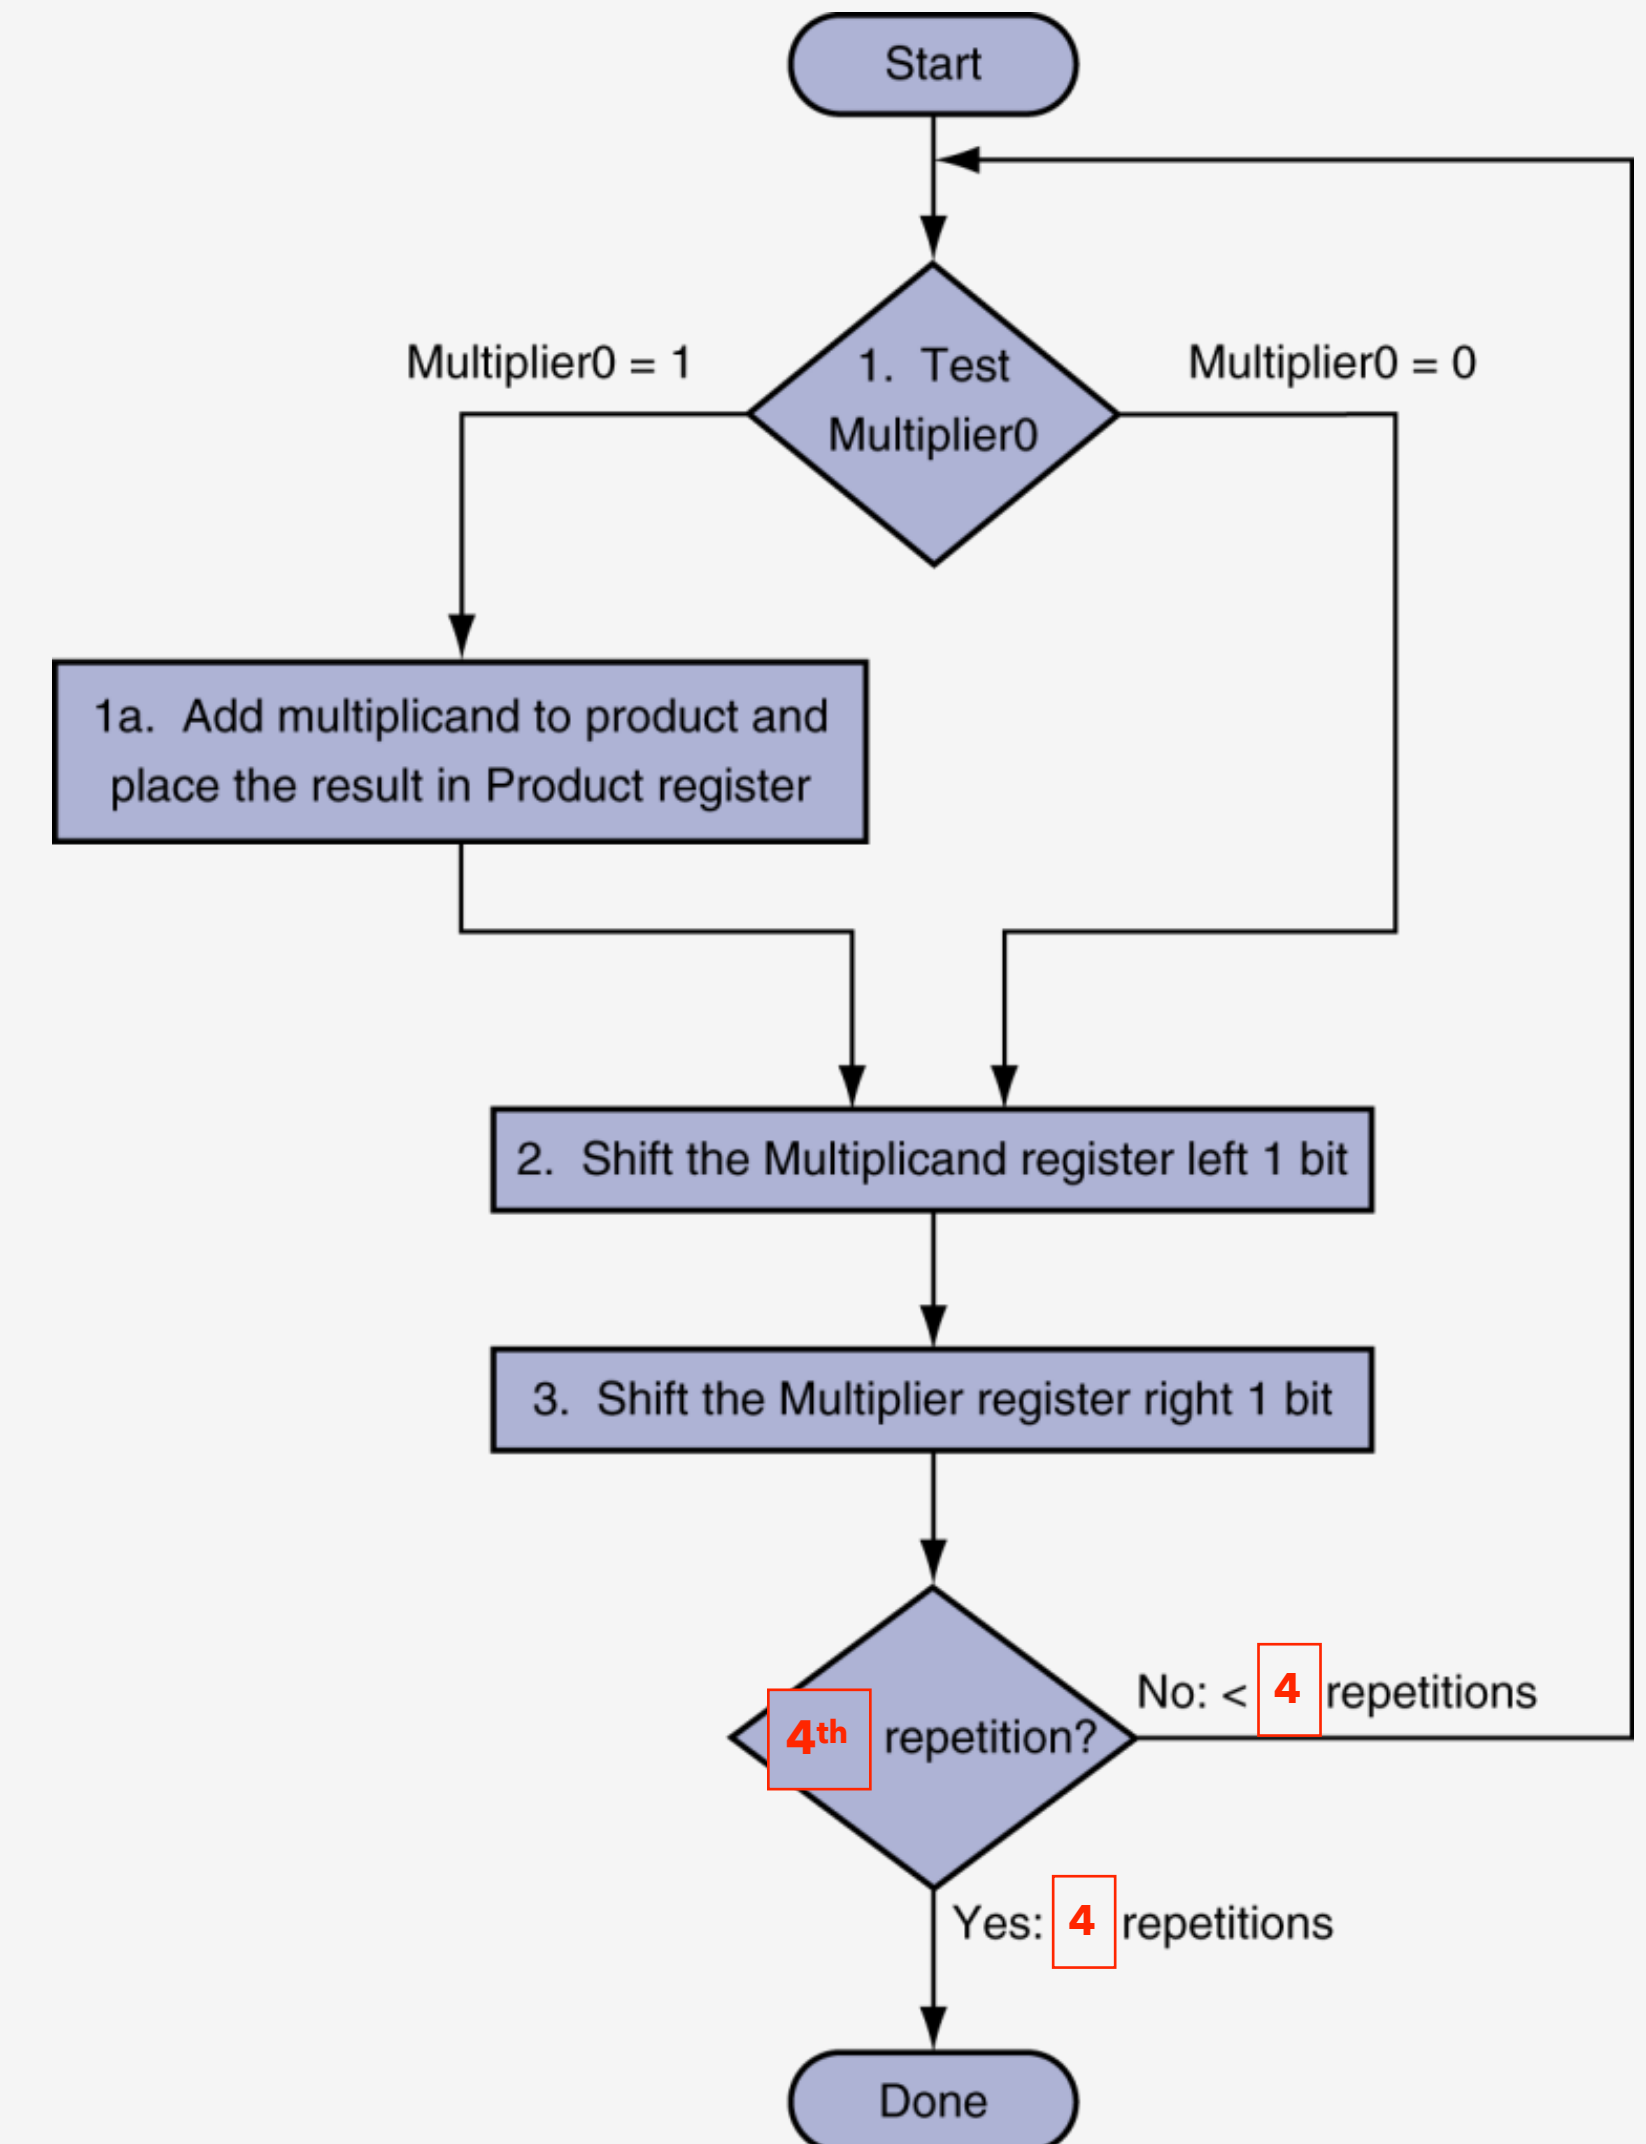 Start
Multiplier0 = 1
1. Test
Multiplier0
Multiplier0 = 0
1a. Add multiplicand to product and
place the result in Product register
2. Shift the Multiplicand register left 1 bit
3. Shift the Multiplier register right 1 bit
4th repetition?
No: < 4 repetitions
Yes: 4 repetitions
Done